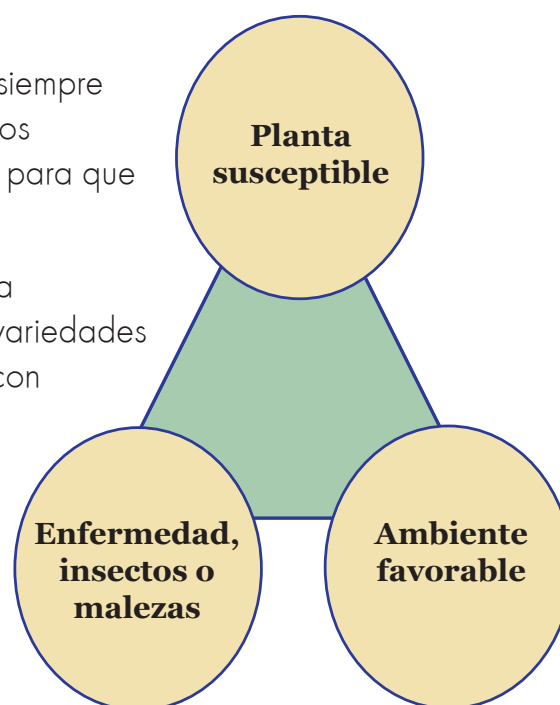 siempre
os
para que
a
variedades
con
Planta
susceptible
Enfermedad,
insectos o
malezas
Ambiente
favorable